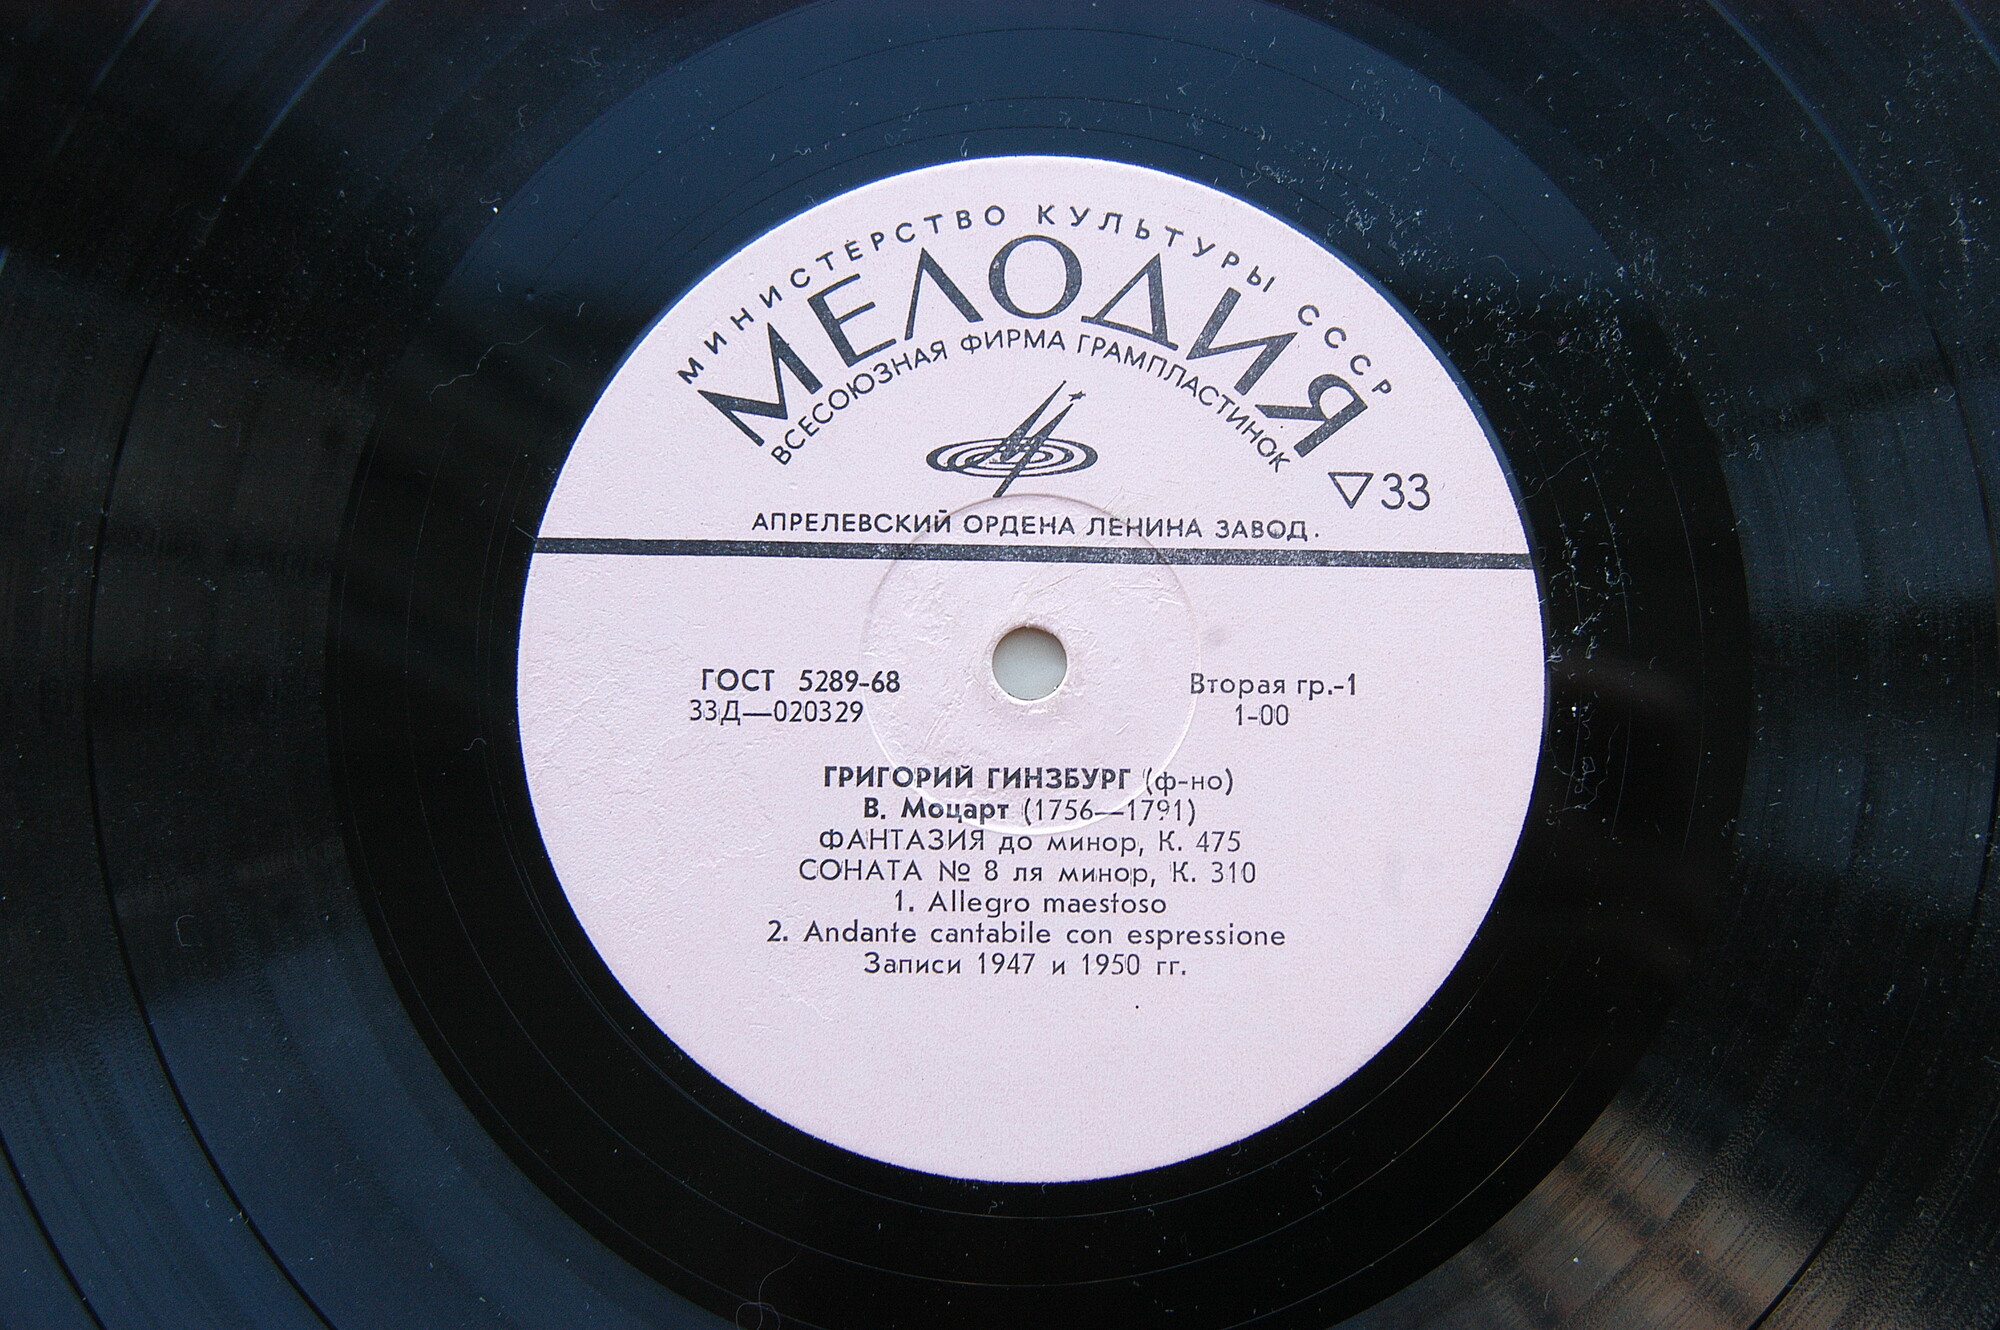 МИНИСТЕРСТВО КУЛЬТУРЫ СССР
МЕЛОДИЯ
ВСЕСОЮЗНАЯ ФИРМА ГРАМПЛАСТИНОК
▽33
АПРЕЛЕВСКИЙ ОРДЕНА ЛЕНИНА ЗАВОД.
ГОСТ 5289-68
33Д—020329
Вторая гр.-1
1-00
ГРИГОРИЙ ГИНЗБУРГ (ф-но)
В. Моцарт (1756—1791)
ФАНТАЗИЯ до минор, К. 475
СОНАТА № 8 ля минор, К. 310
1. Allegro maestoso
2. Andante cantabile con espressione
Записи 1947 и 1950 гг.